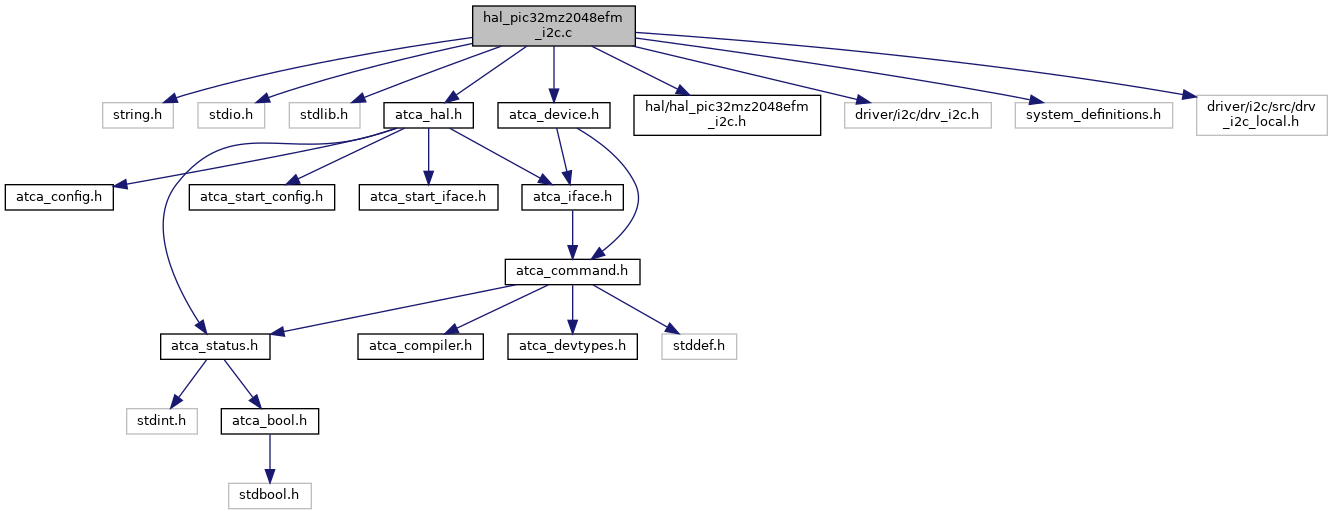 hal_pic32mz2048efm
_i2c.c
string.h
stdio.h
stdlib.h
atca_hal.h
atca_device.h
hal/hal_pic32mz2048efm
_i2c.h
driver/i2c/drv_i2c.h
system_definitions.h
driver/i2c/src/drv
_i2c_local.h
atca_config.h
atca_start_config.h
atca_start_iface.h
atca_iface.h
atca_command.h
atca_status.h
atca_compiler.h
atca_devtypes.h
stddef.h
stdint.h
atca_bool.h
stdbool.h